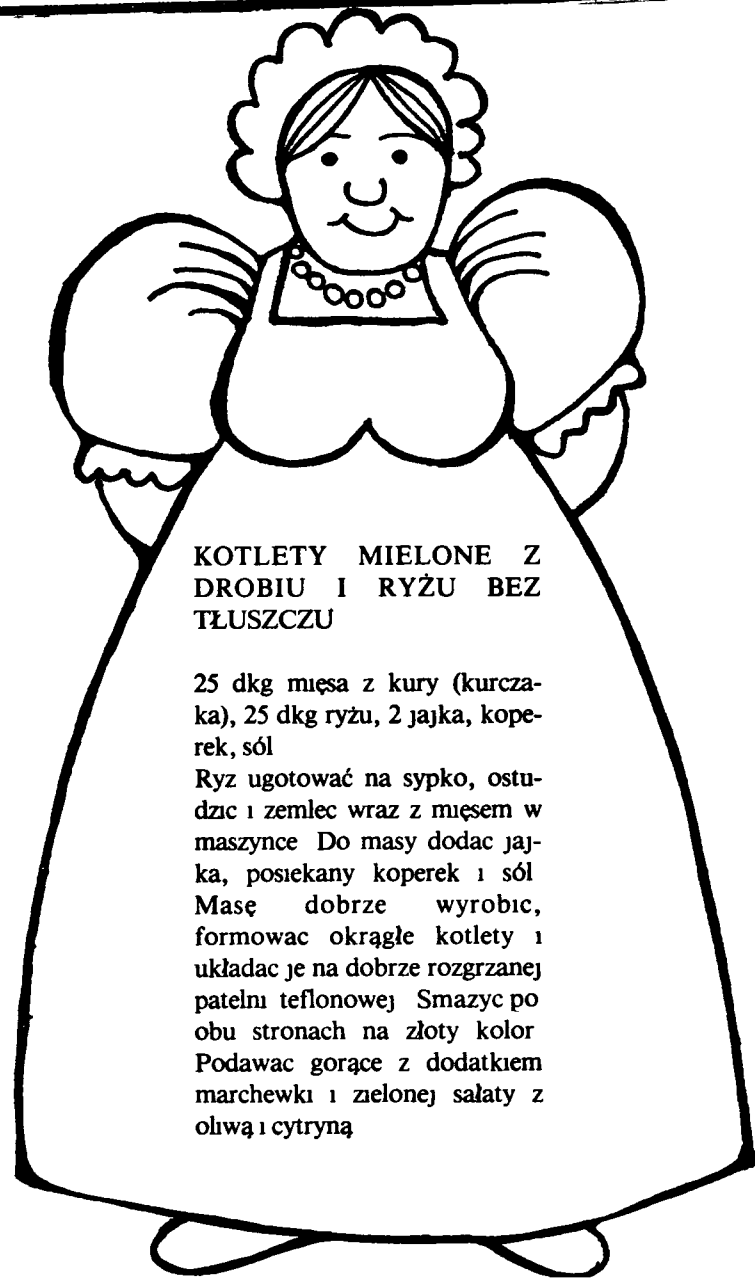 KOTLETY MIELONE Z
DROBIU I RYŻU BEZ
TŁUSZCZU
25 dkg mięsa z kury (kurcza-
ka), 25 dkg ryżu, 2 jajka, kope-
rek, sól
Ryz ugotować na sypko, ostu-
dzic i zemlec wraz z mięsem w
maszynce Do masy dodac jaj-
ka, posiekany koperek i sól
Masę dobrze wyrobic,
formowac okrągłe kotlety i
układac je na dobrze rozgrzanej
patelni teflonowej Smazyc po
obu stronach na złoty kolor
Podawac gorące z dodatkiem
marchewki i zielonej sałaty z
oliwą i cytryną